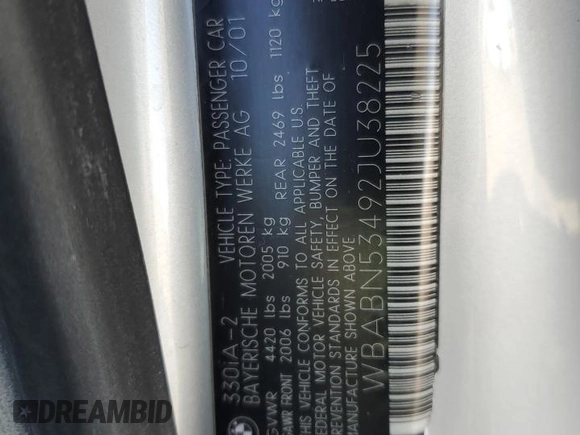 330iA-2 VEHICLE TYPE: PASSENGER CAR
BAYERISCHE MOTOREN WERKE AG 10/01
GVWR 4420 lbs 2005 kg
GAWR FRONT 2006 lbs 910 kg REAR 2469 lbs 1120 kg
THIS VEHICLE CONFORMS TO ALL APPLICABLE U.S.
FEDERAL MOTOR VEHICLE SAFETY, BUMPER AND THEFT
PREVENTION STANDARDS IN EFFECT ON THE DATE OF
MANUFACTURE SHOWN ABOVE
WBABN53492JU38225
DREAMBID